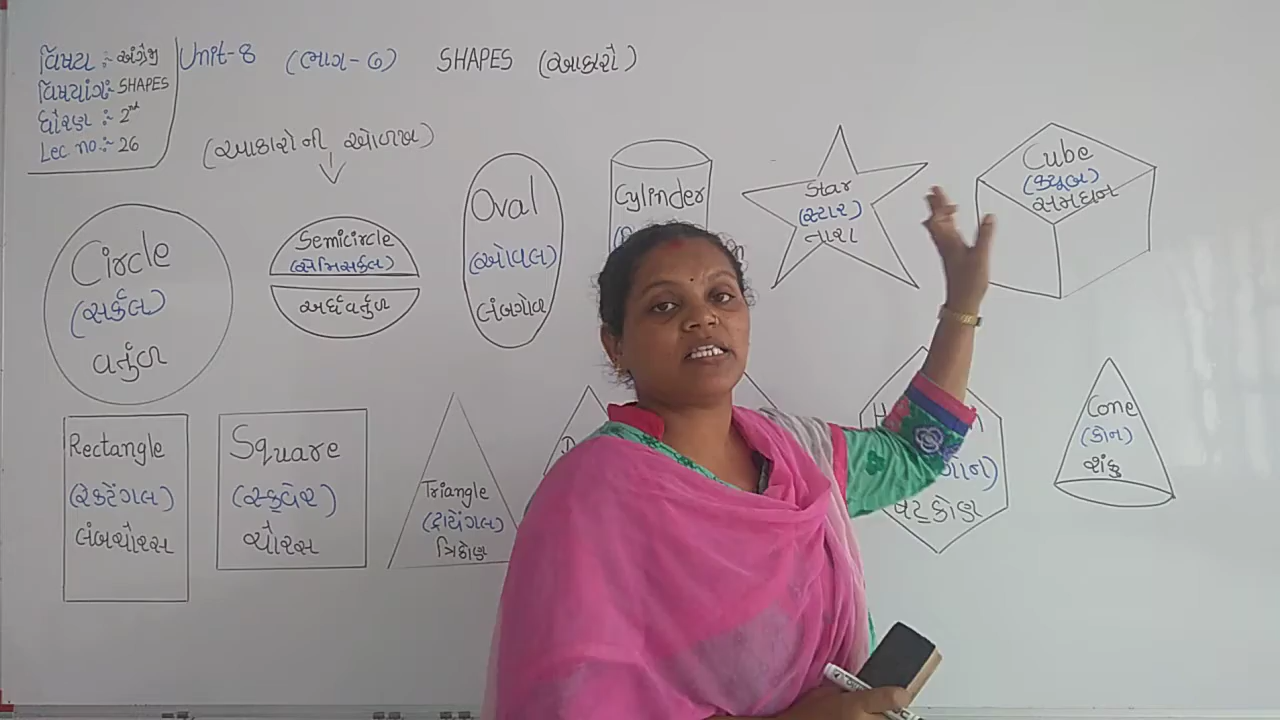 વિષય :- અંગ્રેજી
વિષયાંગ:- SHAPES
ધોરણ :- 2nd
Lec no:- 26
Unit-8 (ભાગ-૭) SHAPES (આકારો)
(આકારોની ઓળખ)
Circle
(સર્કલ)
વર્તુળ
Semicircle
(સેમિસર્કલ)
અર્ધવર્તુળ
Oval
(ઓવલ)
લંબગોળ
Cylinder
Star
(સ્ટાર)
તારા
Cube
(ક્યુબ)
સમઘન
Rectangle
(રેક્ટેંગલ)
લંબચોરસ
Square
(સ્કવેર)
ચોરસ
Triangle
(ટ્રાયેંગલ)
ત્રિકોણ
D
H
ગાન)
ષટ્કોણ
Cone
(કોન)
શંકુ